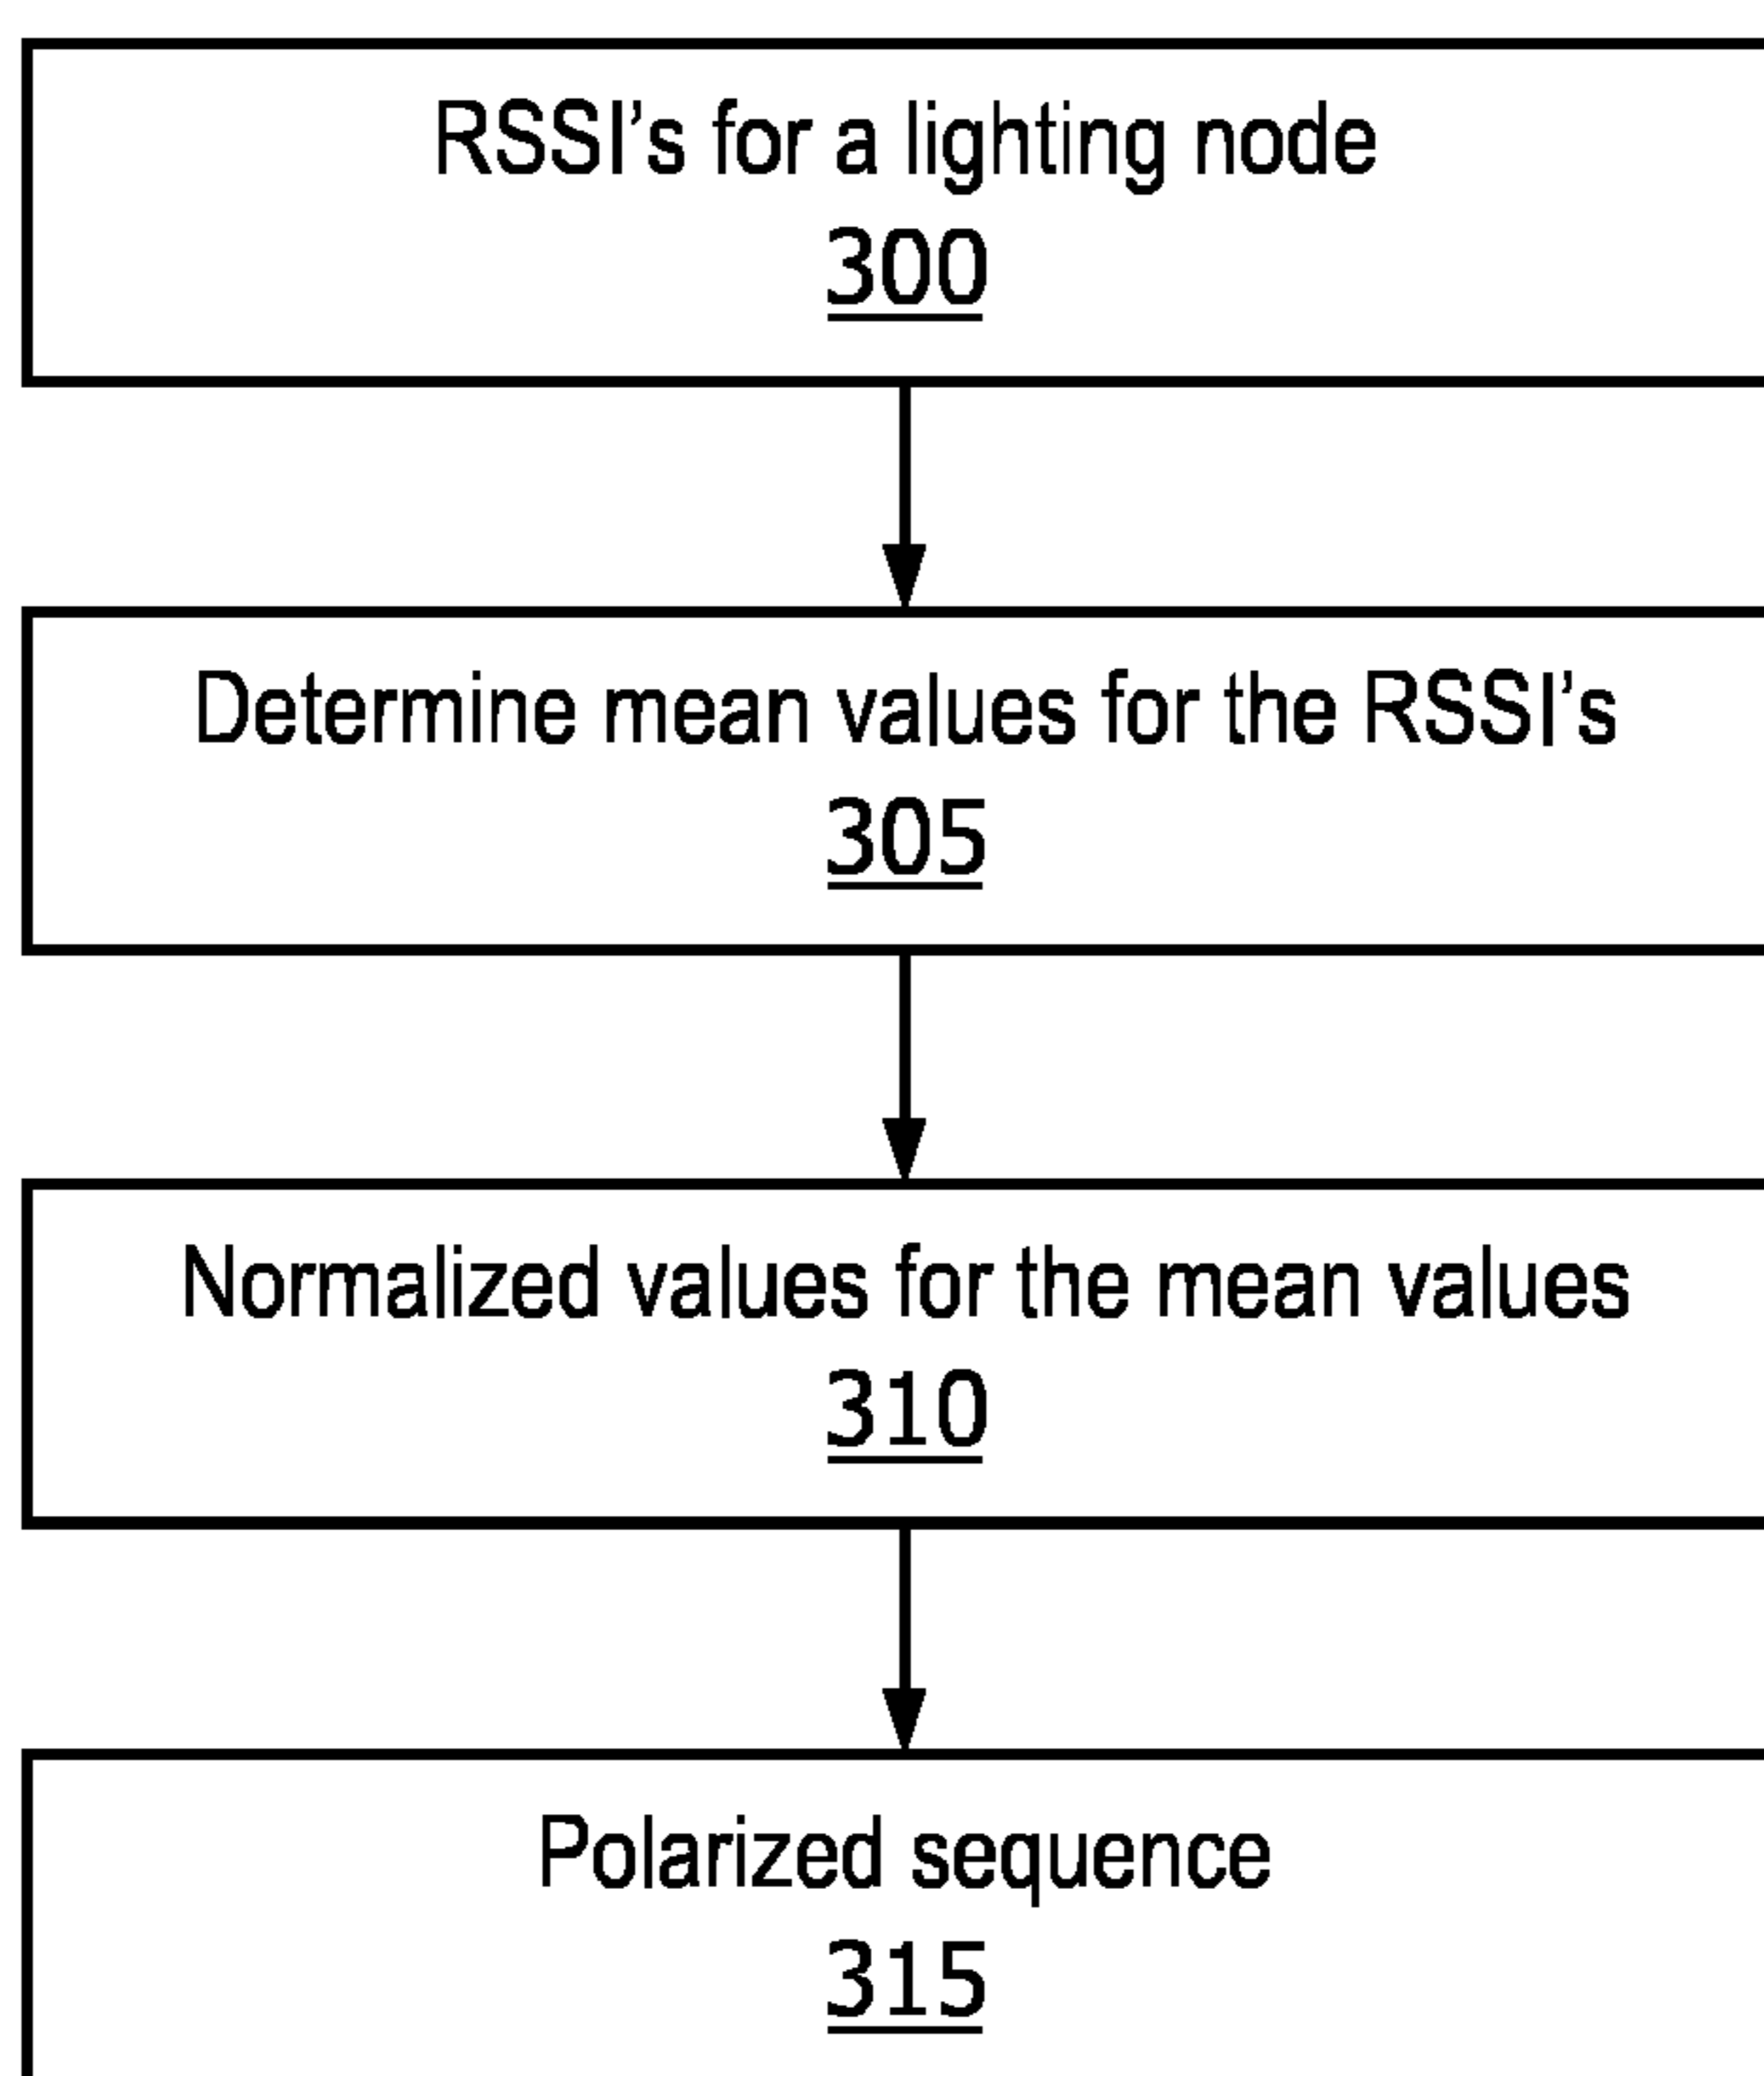 RSSI's for a lighting node
300
Determine mean values for the RSSI's
305
Normalized values for the mean values
310
Polarized sequence
315